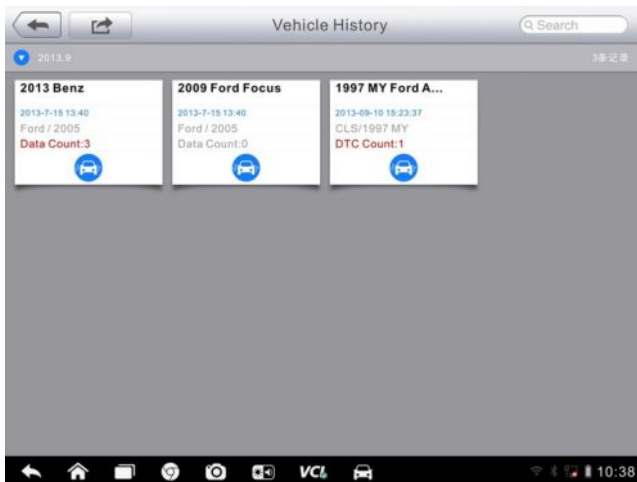 Vehicle History
Search
2013.9
3条记录
2013 Benz
2013-7-15 13:40
Ford / 2005
Data Count:3
2009 Ford Focus
2013-7-15 13:40
Ford / 2005
Data Count:0
1997 MY Ford A...
2013-09-10 15:23:37
CLS/1997 MY
DTC Count:1
VCI
10:38